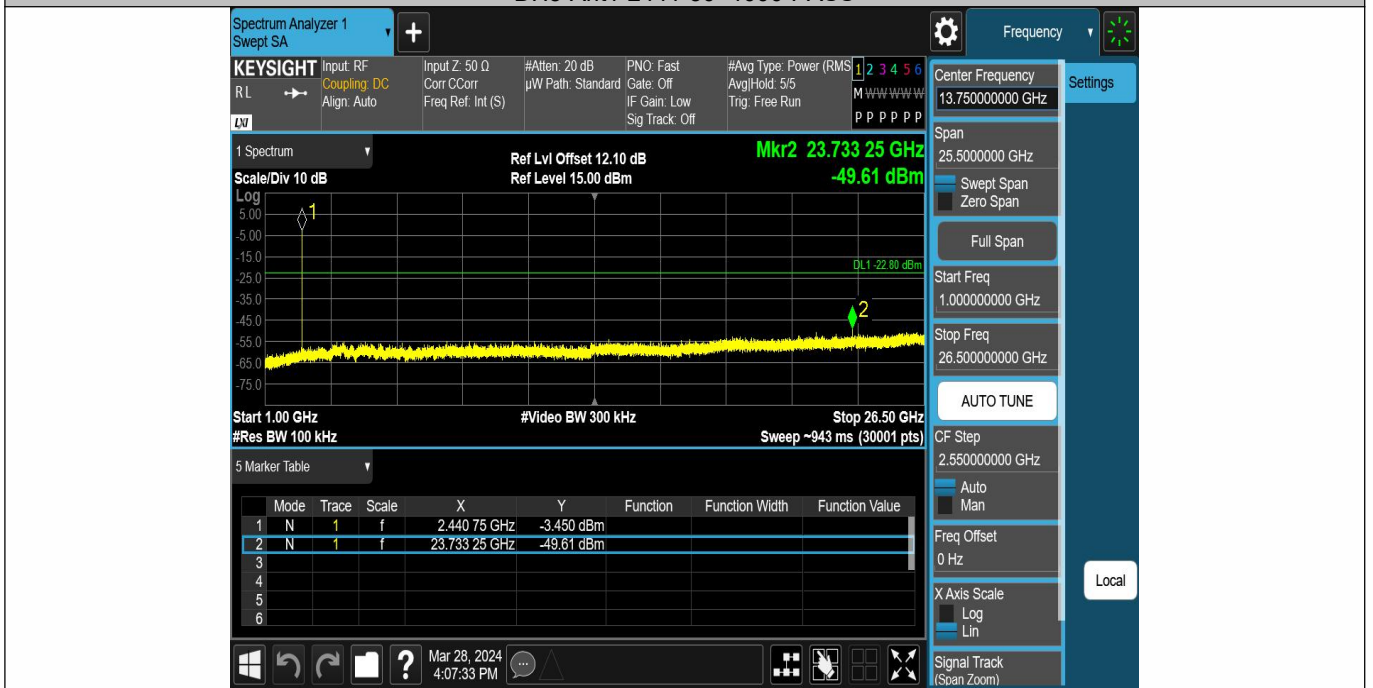 Spectrum Analyzer 1
Swept SA
+
Frequency
KEYSIGHT Input: RF Input Z: 50 Ω #Atten: 20 dB PNO: Fast #Avg Type: Power (RMS 1 2 3 4 5 6
RL Coupling: DC Corr CCorr µW Path: Standard Gate: Off Avg|Hold: 5/5 M W W W W W
Align: Auto Freq Ref: Int (S) IF Gain: Low Trig: Free Run
LXI Sig Track: Off P P P P P P
Center Frequency
13.750000000 GHz
Settings
Span
25.5000000 GHz
Swept Span
Zero Span
Full Span
Start Freq
1.000000000 GHz
Stop Freq
26.500000000 GHz
AUTO TUNE
CF Step
2.550000000 GHz
Auto
Man
Freq Offset
0 Hz
X Axis Scale
Log
Lin
Signal Track
(Span Zoom)
Local
1 Spectrum
Ref Lvl Offset 12.10 dB
Mkr2 23.733 25 GHz
Scale/Div 10 dB
Ref Level 15.00 dBm
-49.61 dBm
Log
5.00
-5.00
-15.0
-25.0
-35.0
-45.0
-55.0
-65.0
-75.0
1
DL1 -22.80 dBm
2
Start 1.00 GHz #Video BW 300 kHz Stop 26.50 GHz
#Res BW 100 kHz Sweep ~943 ms (30001 pts)
5 Marker Table
Mode Trace Scale X Y Function Function Width Function Value
1 N 1 f 2.440 75 GHz -3.450 dBm
2 N 1 f 23.733 25 GHz -49.61 dBm
3
4
5
6
?
Mar 28, 2024
4:07:33 PM